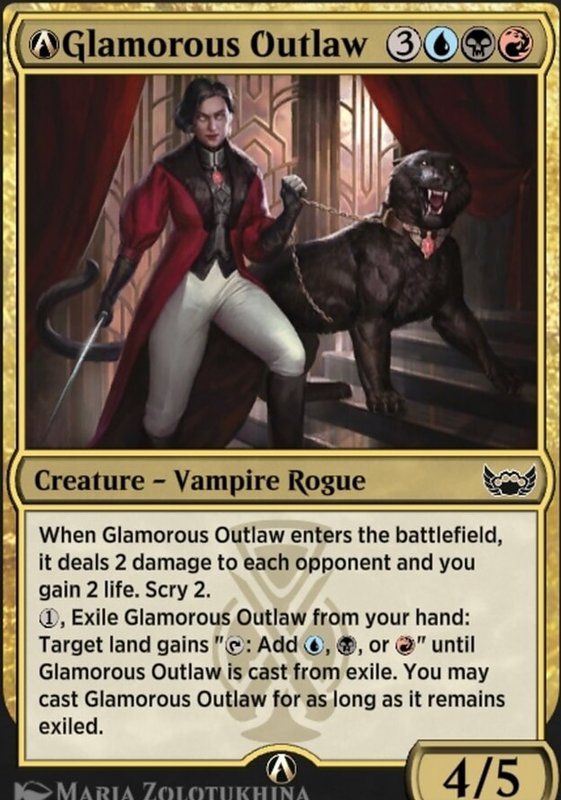 Glamorous Outlaw 3
Creature – Vampire Rogue
When Glamorous Outlaw enters the battlefield,
it deals 2 damage to each opponent and you
gain 2 life. Scry 2.
1, Exile Glamorous Outlaw from your hand:
Target land gains ": Add , , or " until
Glamorous Outlaw is cast from exile. You may
cast Glamorous Outlaw for as long as it remains
exiled.
4/5
Maria Zolotukhina